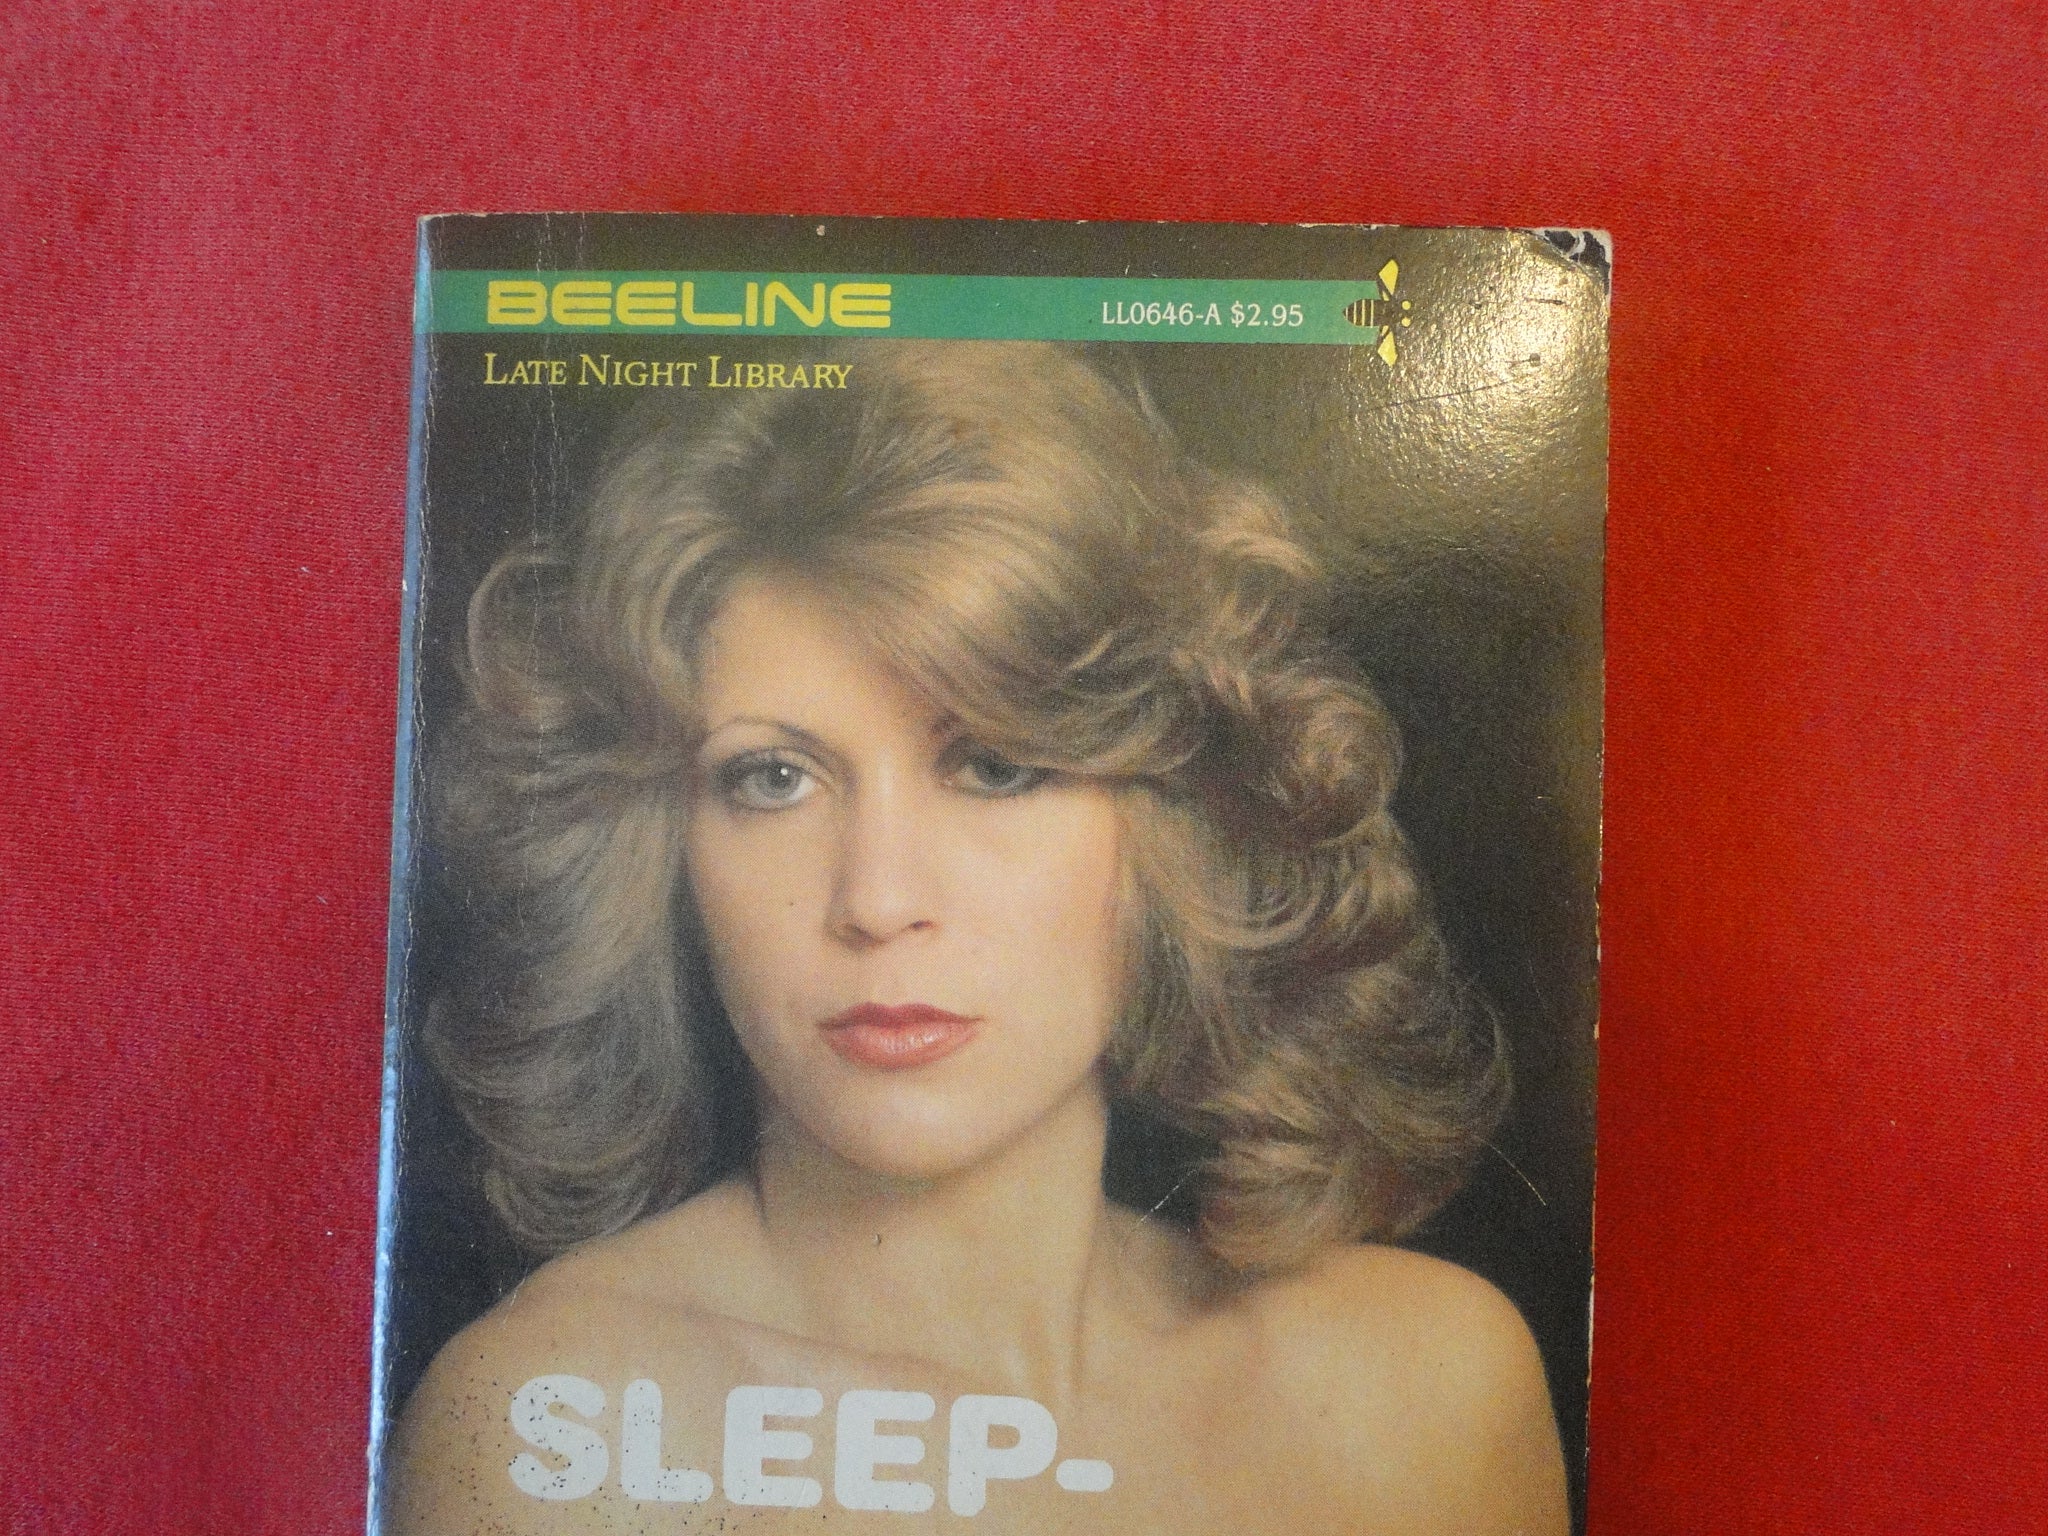 BEELINE LL0646-A $2.95
LATE NIGHT LIBRARY
SLEEP-